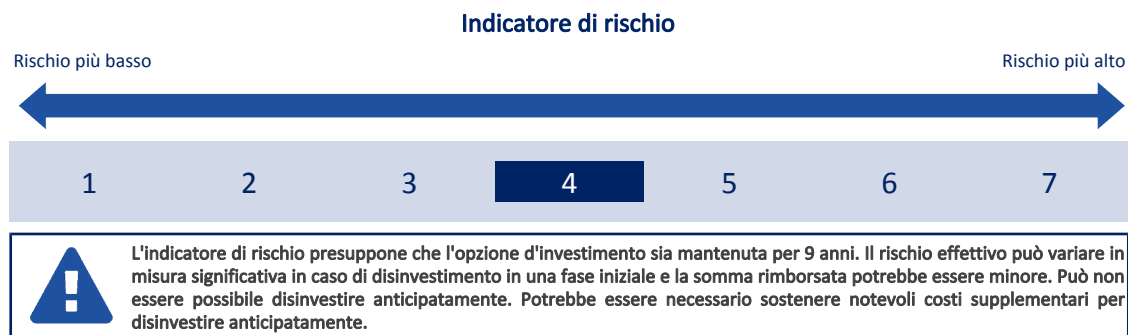 Indicatore di rischio
Rischio più basso
Rischio più alto
1 2 3 4 5 6 7
L'indicatore di rischio presuppone che l'opzione d'investimento sia mantenuta per 9 anni. Il rischio effettivo può variare in
misura significativa in caso di disinvestimento in una fase iniziale e la somma rimborsata potrebbe essere minore. Può non
essere possibile disinvestire anticipatamente. Potrebbe essere necessario sostenere notevoli costi supplementari per
disinvestire anticipatamente.